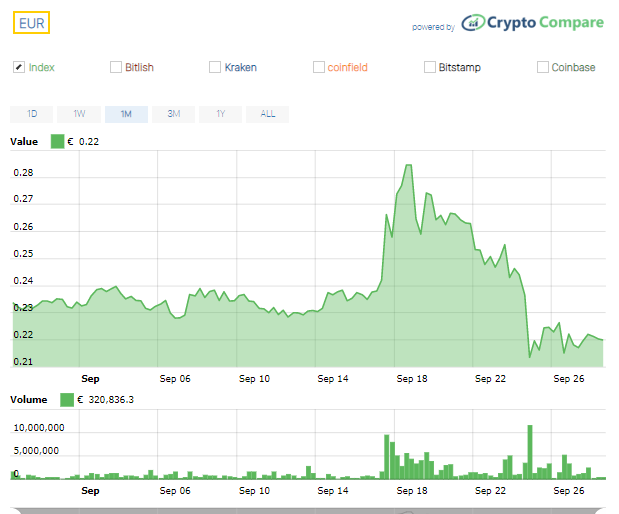 EUR
powered by Crypto Compare
Index Bitlish Kraken coinfield Bitstamp Coinbase
1D 1W 1M 3M 1Y ALL
Value € 0.22
0.28
0.27
0.26
0.25
0.24
0.23
0.22
0.21
Sep Sep 06 Sep 10 Sep 14 Sep 18 Sep 22 Sep 26
Volume € 320,836.3
10,000,000
5,000,000
0
Sep Sep 06 Sep 10 Sep 14 Sep 18 Sep 22 Sep 26